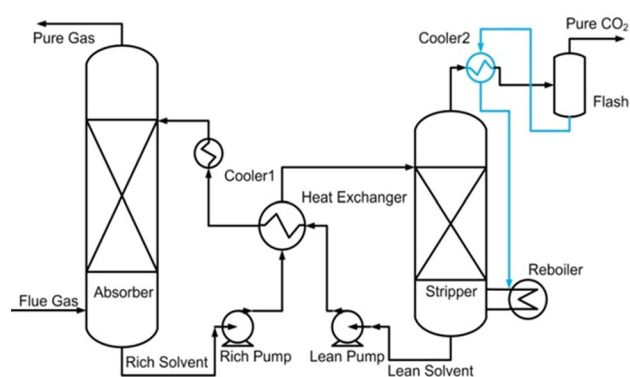 Pure Gas
Cooler2
Pure CO₂
Flash
Cooler1
Heat Exchanger
Reboiler
Flue Gas
Absorber
Stripper
Rich Solvent
Rich Pump
Lean Pump
Lean Solvent